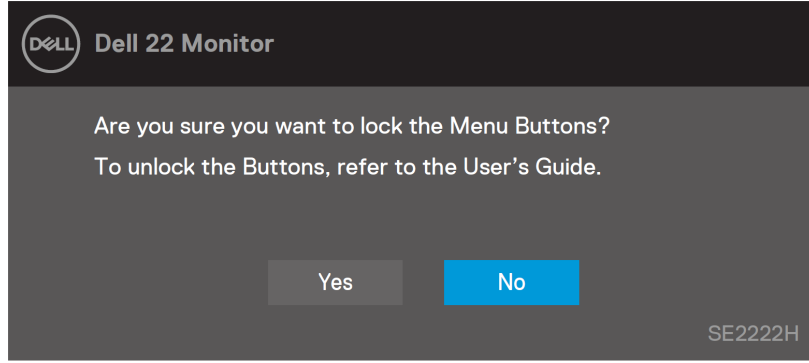 DELL Dell 22 Monitor
Are you sure you want to lock the Menu Buttons?
To unlock the Buttons, refer to the User’s Guide.
Yes No
SE2222H